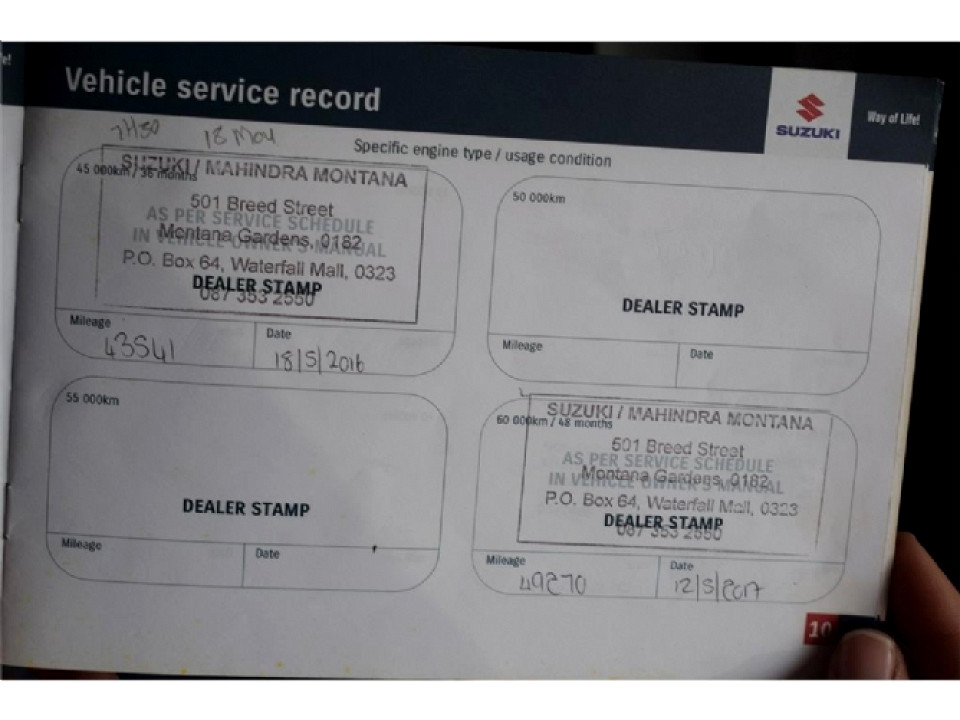 Vehicle service record
SUZUKI
Way of Life!
7H30 18 May
Specific engine type / usage condition
45 000km / 36 months
SUZUKI / MAHINDRA MONTANA
501 Breed Street
AS PER SERVICE SCHEDULE
Montana Gardens, 0182
IN VEHICLE OWNER'S MANUAL
P.O. Box 64, Waterfall Mall, 0323
DEALER STAMP
087 353 2550
Mileage
43541
Date
18/5/2016
50 000km
DEALER STAMP
Mileage
Date
55 000km
DEALER STAMP
Mileage
Date
60 000km / 48 months
SUZUKI / MAHINDRA MONTANA
501 Breed Street
AS PER SERVICE SCHEDULE
Montana Gardens, 0182
IN VEHICLE OWNER'S MANUAL
P.O. Box 64, Waterfall Mall, 0323
DEALER STAMP
087 353 2550
Mileage
49270
Date
12/5/2017
10